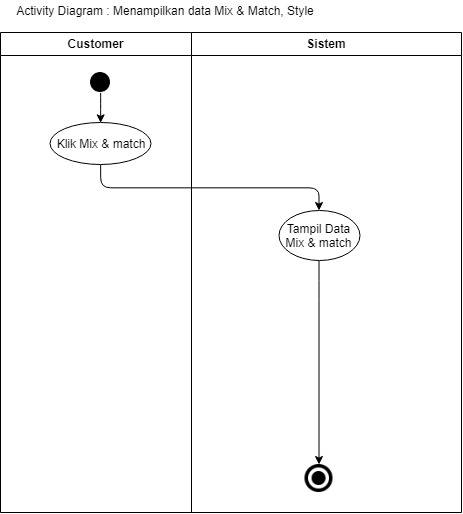 Activity Diagram : Menampilkan data Mix & Match, Style
Customer
Sistem
Klik Mix & match
Tampil Data
Mix & match